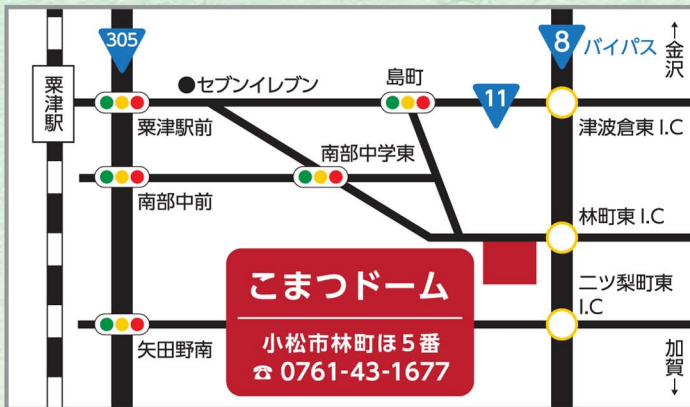 305
8
バイパス
↑金沢
粟津駅
セブンイレブン
島町
11
粟津駅前
津波倉東 I.C
南部中学東
南部中前
林町東 I.C
こまつドーム
小松市林町ほ5番
☎ 0761-43-1677
二ツ梨町東
I.C
矢田野南
加賀↓